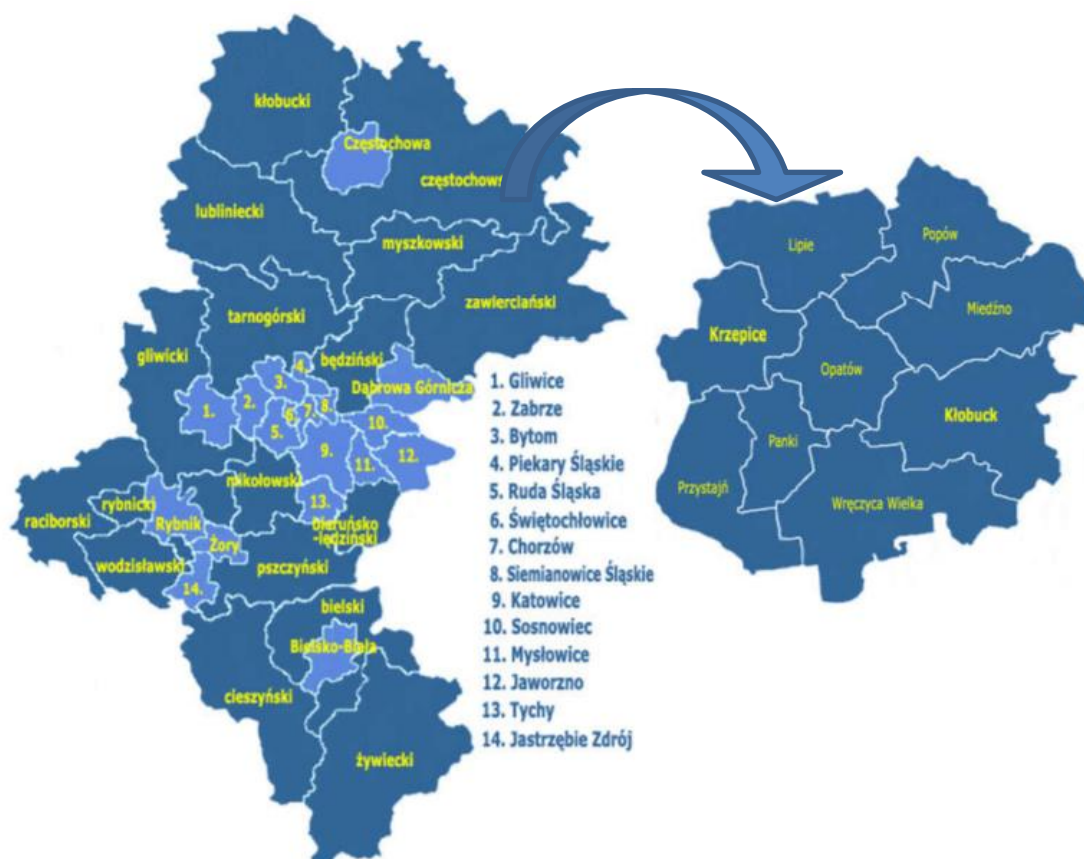 kłobucki
Częstochowa
częstochows
lubliniecki
myszkowski
zawierciański
tarnogórski
gliwicki
będziński
Dąbrowa Górnicza
4.
3.
2.
1.
6.
7.
8.
5.
10.
9.
11.
12.
mikołowski
13.
rybnicki
raciborski
Rybnik
Bieruńsko
-lędziński
Żory
wodzisławski
pszczyński
14.
bielski
Bielsko-Biała
cieszyński
żywiecki
1. Gliwice
2. Zabrze
3. Bytom
4. Piekary Śląskie
5. Ruda Śląska
6. Świętochłowice
7. Chorzów
8. Siemianowice Śląskie
9. Katowice
10. Sosnowiec
11. Mysłowice
12. Jaworzno
13. Tychy
14. Jastrzębie Zdrój
Lipie
Popów
Miedźno
Krzepice
Opatów
Kłobuck
Panki
Przystajń
Wręczyca Wielka